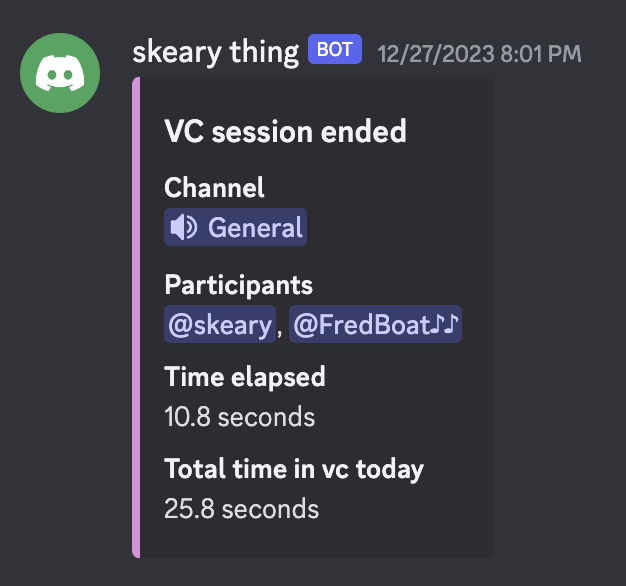 skeary thing BOT 12/27/2023 8:01 PM
VC session ended
Channel
General
Participants
@skeary, @FredBoat♪♪
Time elapsed
10.8 seconds
Total time in vc today
25.8 seconds